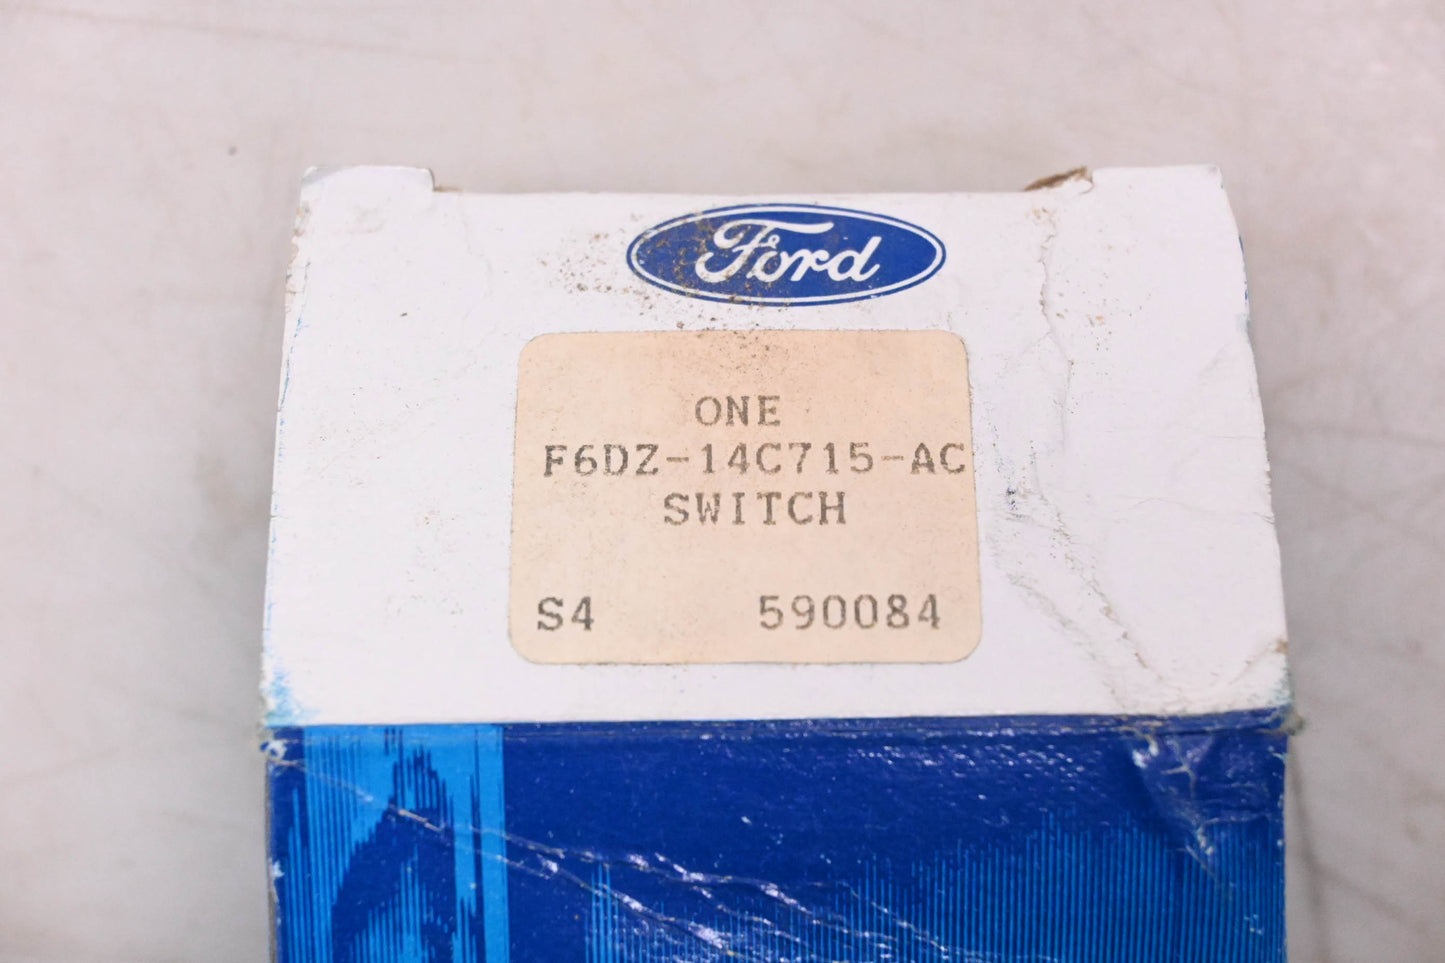 Ford
ONE
F6DZ-14C715-AC
SWITCH
S4 590084